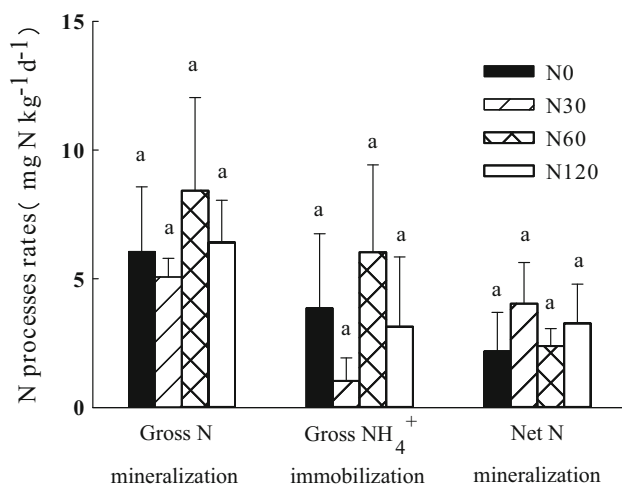 15
10
5
0
N processes rates( mg N kg⁻¹d⁻¹)
N0
N30
N60
N120
a
a
a
a
a
a
a
a
a
a
a
a
Gross N
mineralization
Gross NH₄⁺
immobilization
Net N
mineralization